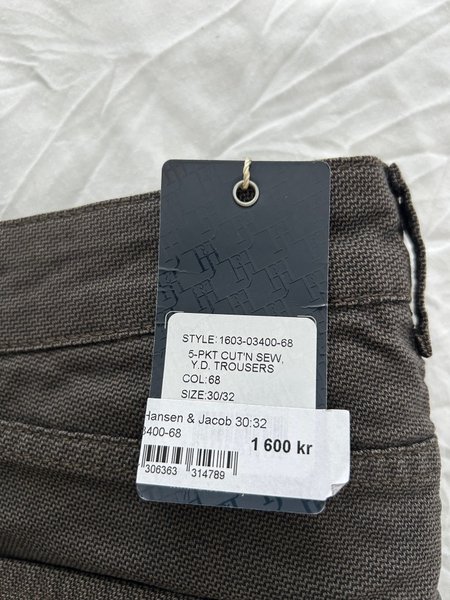 STYLE:1603-03400-68
5-PKT CUT'N SEW,
Y.D. TROUSERS
COL:68
SIZE:30/32
Hansen & Jacob 30:32
3400-68
1 600 kr
306363 314789